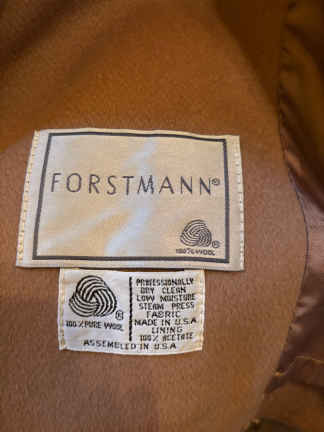 FORSTMANN®
®
100% WOOL
®
100% PURE WOOL
PROFESSIONALLY
DRY CLEAN
LOW MOISTURE
STEAM PRESS
FABRIC
MADE IN U.S.A.
LINING
100% ACETATE
ASSEMBLED IN U.S.A